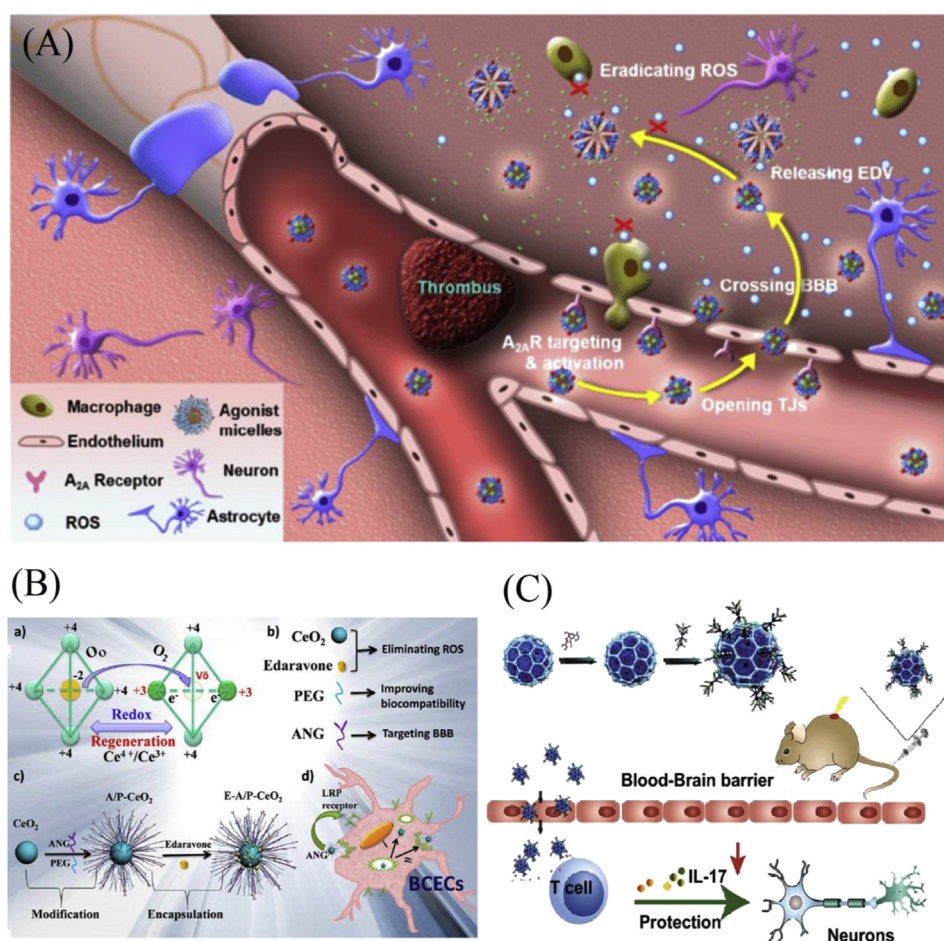 (A)
Eradicating ROS
Releasing EDV
Crossing BBB
Thrombus
A2AR targeting
& activation
Opening TJs
Macrophage
Agonist
micelles
Endothelium
Neuron
A2A Receptor
ROS
Astrocyte
(B)
a)
+4
Oo
O2
Vö
-2
+4
+4
+3
e-
e-
+3
Redox
Regeneration
Ce4+/Ce3+
+4
+4
+4
b)
CeO2
Edaravone
Eliminating ROS
PEG
Improving
biocompatibility
ANG
Targeting BBB
c)
A/P-CeO2
E-A/P-CeO2
CeO2
ANG
PEG
Edaravone
Modification
Encapsulation
d)
LRP
receptor
ANG
BCECs
(C)
Blood-Brain barrier
T cell
IL-17
Protection
Neurons